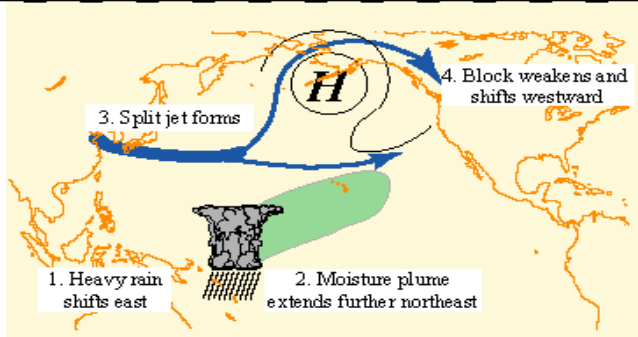 H
3. Split jet forms
4. Block weakens and
shifts westward
1. Heavy rain
shifts east
2. Moisture plume
extends further northeast